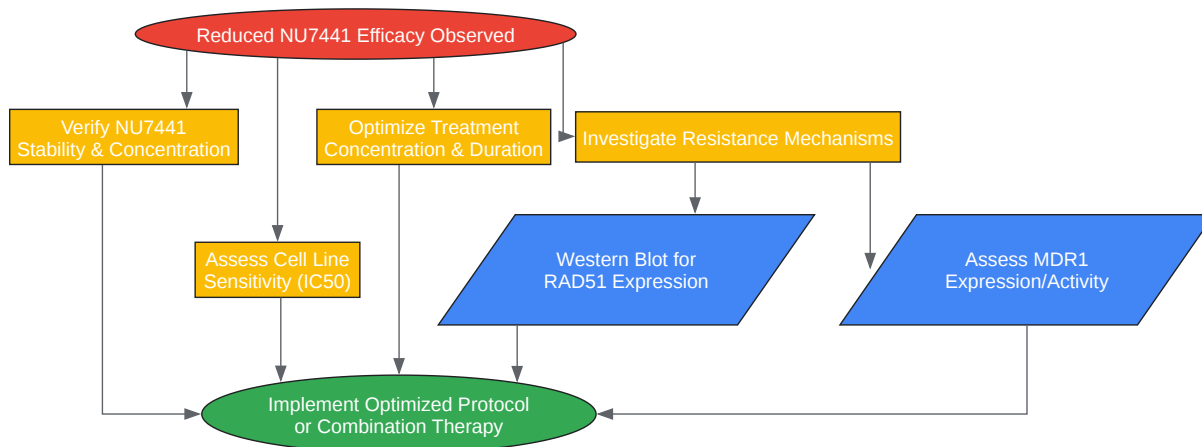 Reduced NU7441 Efficacy Observed
Verify NU7441
Stability & Concentration
Optimize Treatment
Concentration & Duration
Investigate Resistance Mechanisms
Assess Cell Line
Sensitivity (IC50)
Western Blot for
RAD51 Expression
Assess MDR1
Expression/Activity
Implement Optimized Protocol
or Combination Therapy